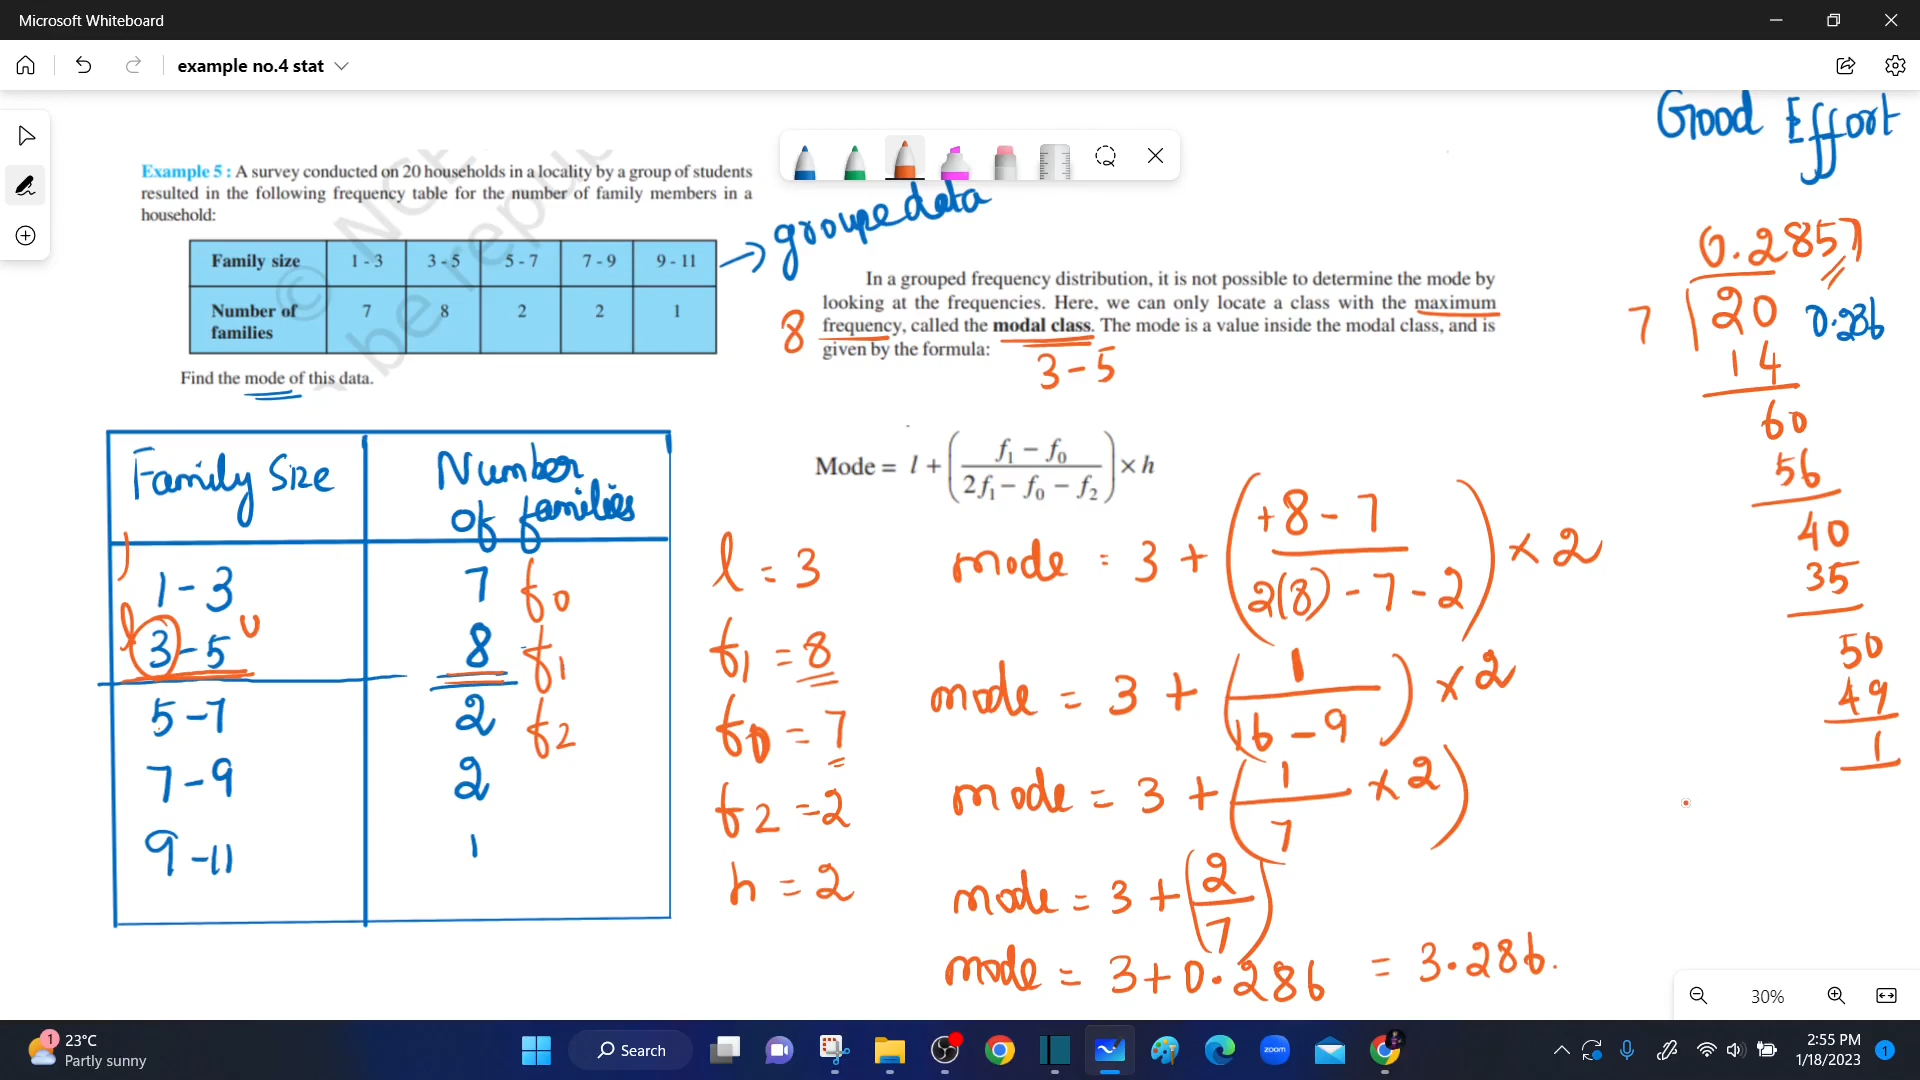 Microsoft Whiteboard
example no.4 stat
Good Effort
Example 5 : A survey conducted on 20 households in a locality by a group of students
resulted in the following frequency table for the number of family members in a
household:
Family size 1 - 3 3 - 5 5 - 7 7 - 9 9 - 11
Number of families 7 8 2 2 1
Find the mode of this data.
groupe data
In a grouped frequency distribution, it is not possible to determine the mode by
looking at the frequencies. Here, we can only locate a class with the maximum
8 frequency, called the modal class. The mode is a value inside the modal class, and is
given by the formula:
3-5
Mode = l + ( f1 − f0 / 2f1 − f0 − f2 ) × h
Family Size Number of families
1-3 7 f0
l 3-5 u 8 f1
5-7 2 f2
7-9 2
9-11 1
l = 3
f1 = 8
f0 = 7
f2 = 2
h = 2
mode = 3 + ( +8-7 / 2(8)-7-2 ) × 2
mode = 3 + ( 1 / 16-9 ) × 2
mode = 3 + ( 1 / 7 × 2 )
mode = 3 + ( 2 / 7 )
mode = 3+0.286 = 3.286.
0.2857
7 20 0.286
14
60
56
40
35
50
49
1
30%
1
23°C
Partly sunny
Search
zoom
2:55 PM
1/18/2023
1